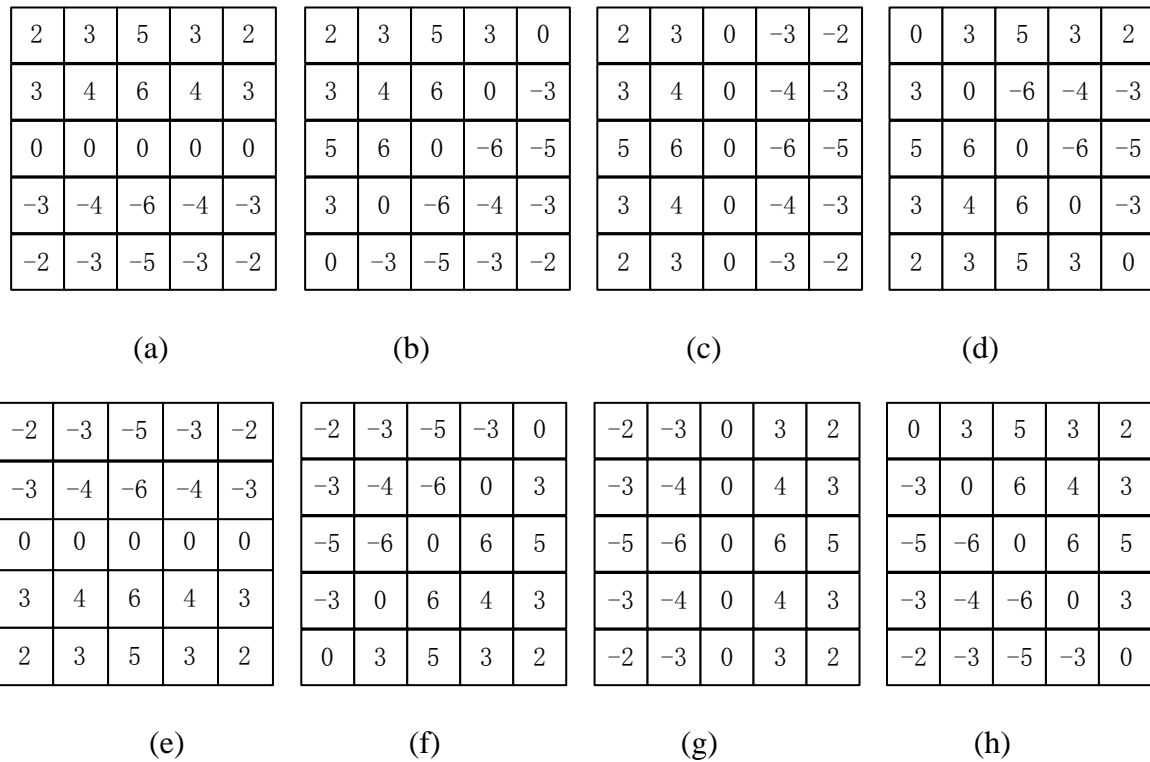 2 3 5 3 2 2 3 5 3 0 2 3 0 -3 -2 0 3 5 3 2
3 4 6 4 3 3 4 6 0 -3 3 4 0 -4 -3 3 0 -6 -4 -3
0 0 0 0 0 5 6 0 -6 -5 5 6 0 -6 -5 5 6 0 -6 -5
-3 -4 -6 -4 -3 3 0 -6 -4 -3 3 4 0 -4 -3 3 4 6 0 -3
-2 -3 -5 -3 -2 0 -3 -5 -3 -2 2 3 0 -3 -2 2 3 5 3 0
(a) (b) (c) (d)
-2 -3 -5 -3 -2 -2 -3 -5 -3 0 -2 -3 0 3 2 0 3 5 3 2
-3 -4 -6 -4 -3 -3 -4 -6 0 3 -3 -4 0 4 3 -3 0 6 4 3
0 0 0 0 0 -5 -6 0 6 5 -5 -6 0 6 5 -5 -6 0 6 5
3 4 6 4 3 -3 0 6 4 3 -3 -4 0 4 3 -3 -4 -6 0 3
2 3 5 3 2 0 3 5 3 2 -2 -3 0 3 2 -2 -3 -5 -3 0
(e) (f) (g) (h)